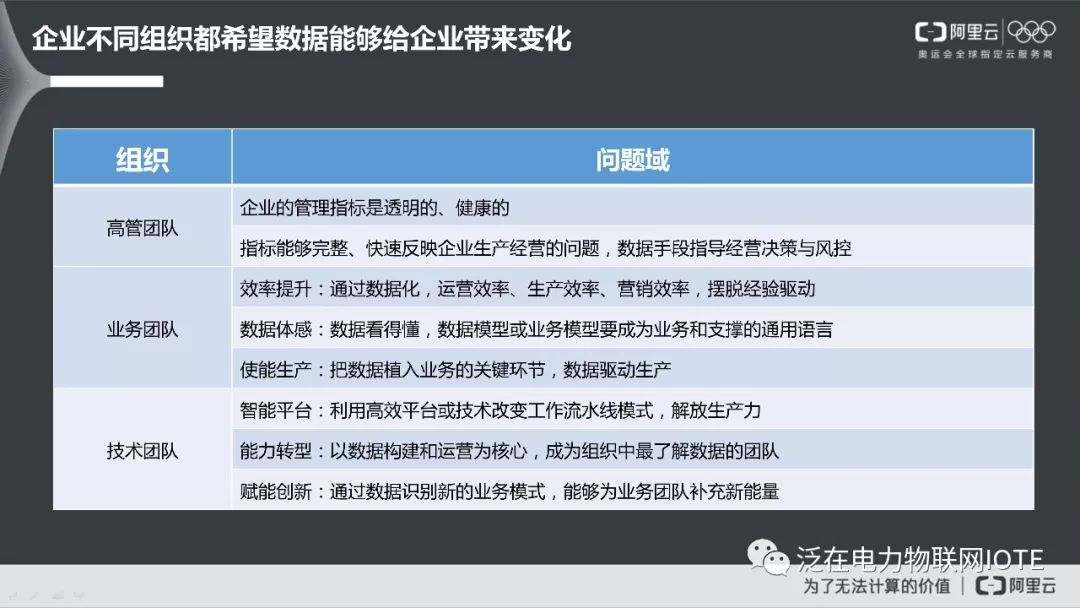 企业不同组织都希望数据能够给企业带来变化
阿里云
奥运会全球指定云服务商
组织
问题域
高管团队
企业的管理指标是透明的、健康的
指标能够完整、快速反映企业生产经营的问题，数据手段指导经营决策与风控
业务团队
效率提升：通过数据化，运营效率、生产效率、营销效率，摆脱经验驱动
数据体感：数据看得懂，数据模型或业务模型要成为业务和支撑的通用语言
使能生产：把数据植入业务的关键环节，数据驱动生产
技术团队
智能平台：利用高效平台或技术改变工作流水线模式，解放生产力
能力转型：以数据构建和运营为核心，成为组织中最了解数据的团队
赋能创新：通过数据识别新的业务模式，能够为业务团队补充新能量
泛在电力物联网IOTE
为了无法计算的价值 | 阿里云